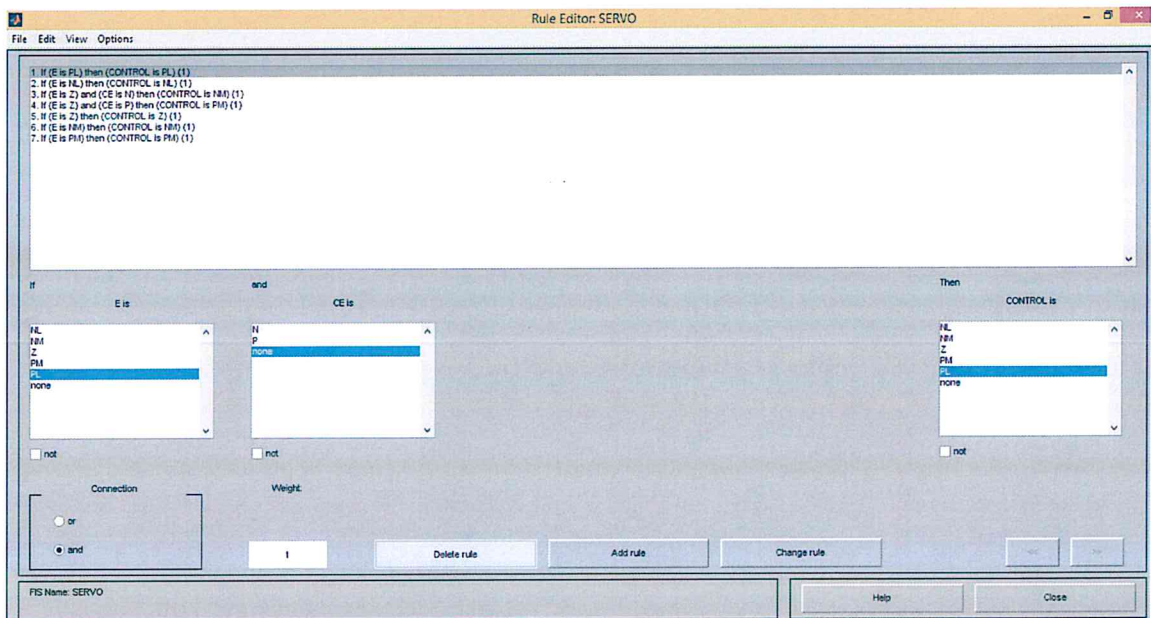 Rule Editor: SERVO
File Edit View Options
1. If (E is PL) then (CONTROL is PL) (1)
2. If (E is NL) then (CONTROL is NL) (1)
3. If (E is Z) and (CE is N) then (CONTROL is NM) (1)
4. If (E is Z) and (CE is P) then (CONTROL is PM) (1)
5. If (E is Z) then (CONTROL is Z) (1)
6. If (E is NM) then (CONTROL is NM) (1)
7. If (E is PM) then (CONTROL is PM) (1)
If and Then
E is CE is CONTROL is
NL N NL
NM P NM
Z none Z
PM PM
PL PL
none none
not not not
Connection Weight:
or
and 1 Delete rule Add rule Change rule << >>
FIS Name: SERVO Help Close